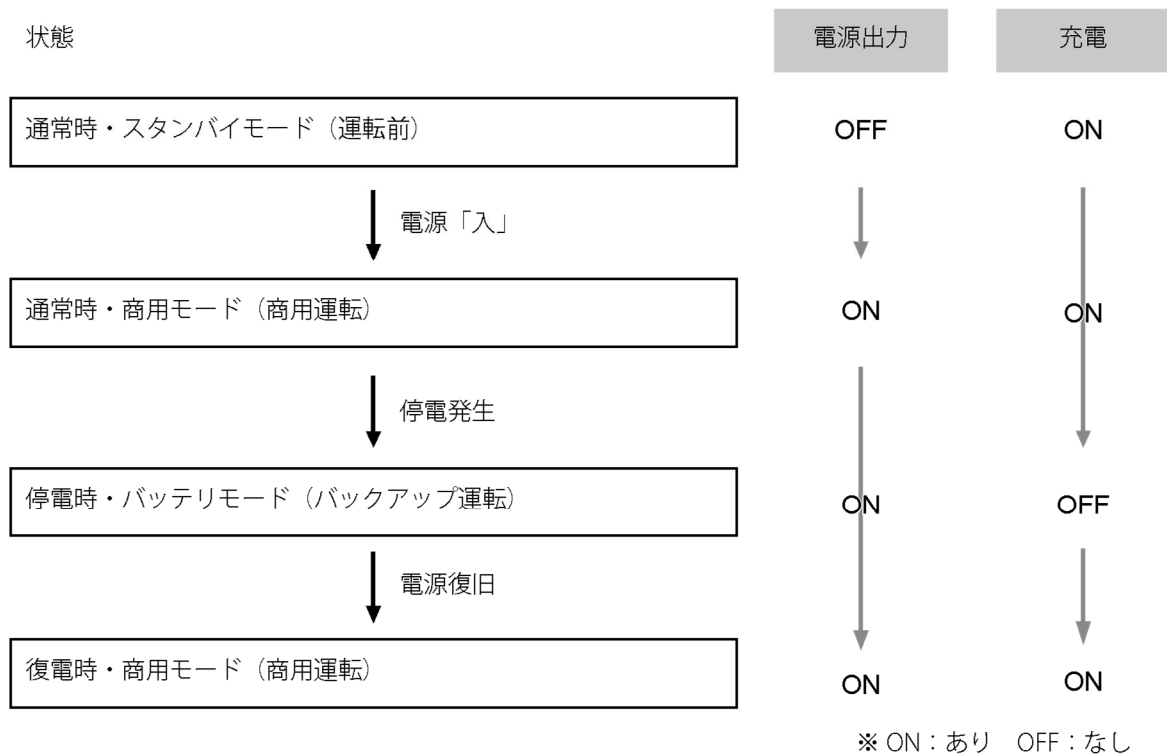 状態 電源出力 充電
通常時・スタンバイモード（運転前） OFF ON
電源「入」
通常時・商用モード（商用運転） ON ON
停電発生
停電時・バッテリモード（バックアップ運転） ON OFF
電源復旧
復電時・商用モード（商用運転） ON ON
※ ON：あり　OFF：なし